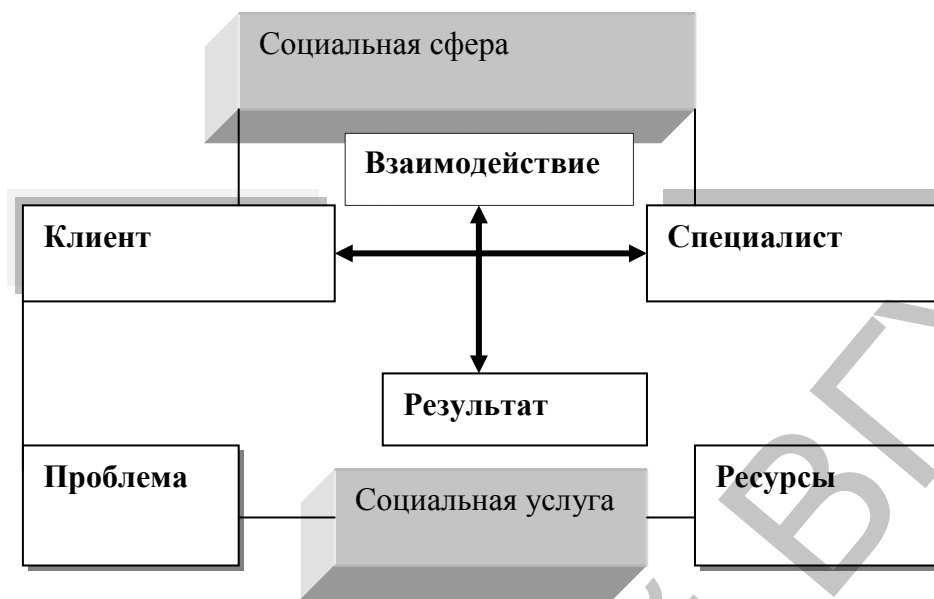 Социальная сфера
Взаимодействие
Клиент
Специалист
Результат
Проблема
Социальная услуга
Ресурсы